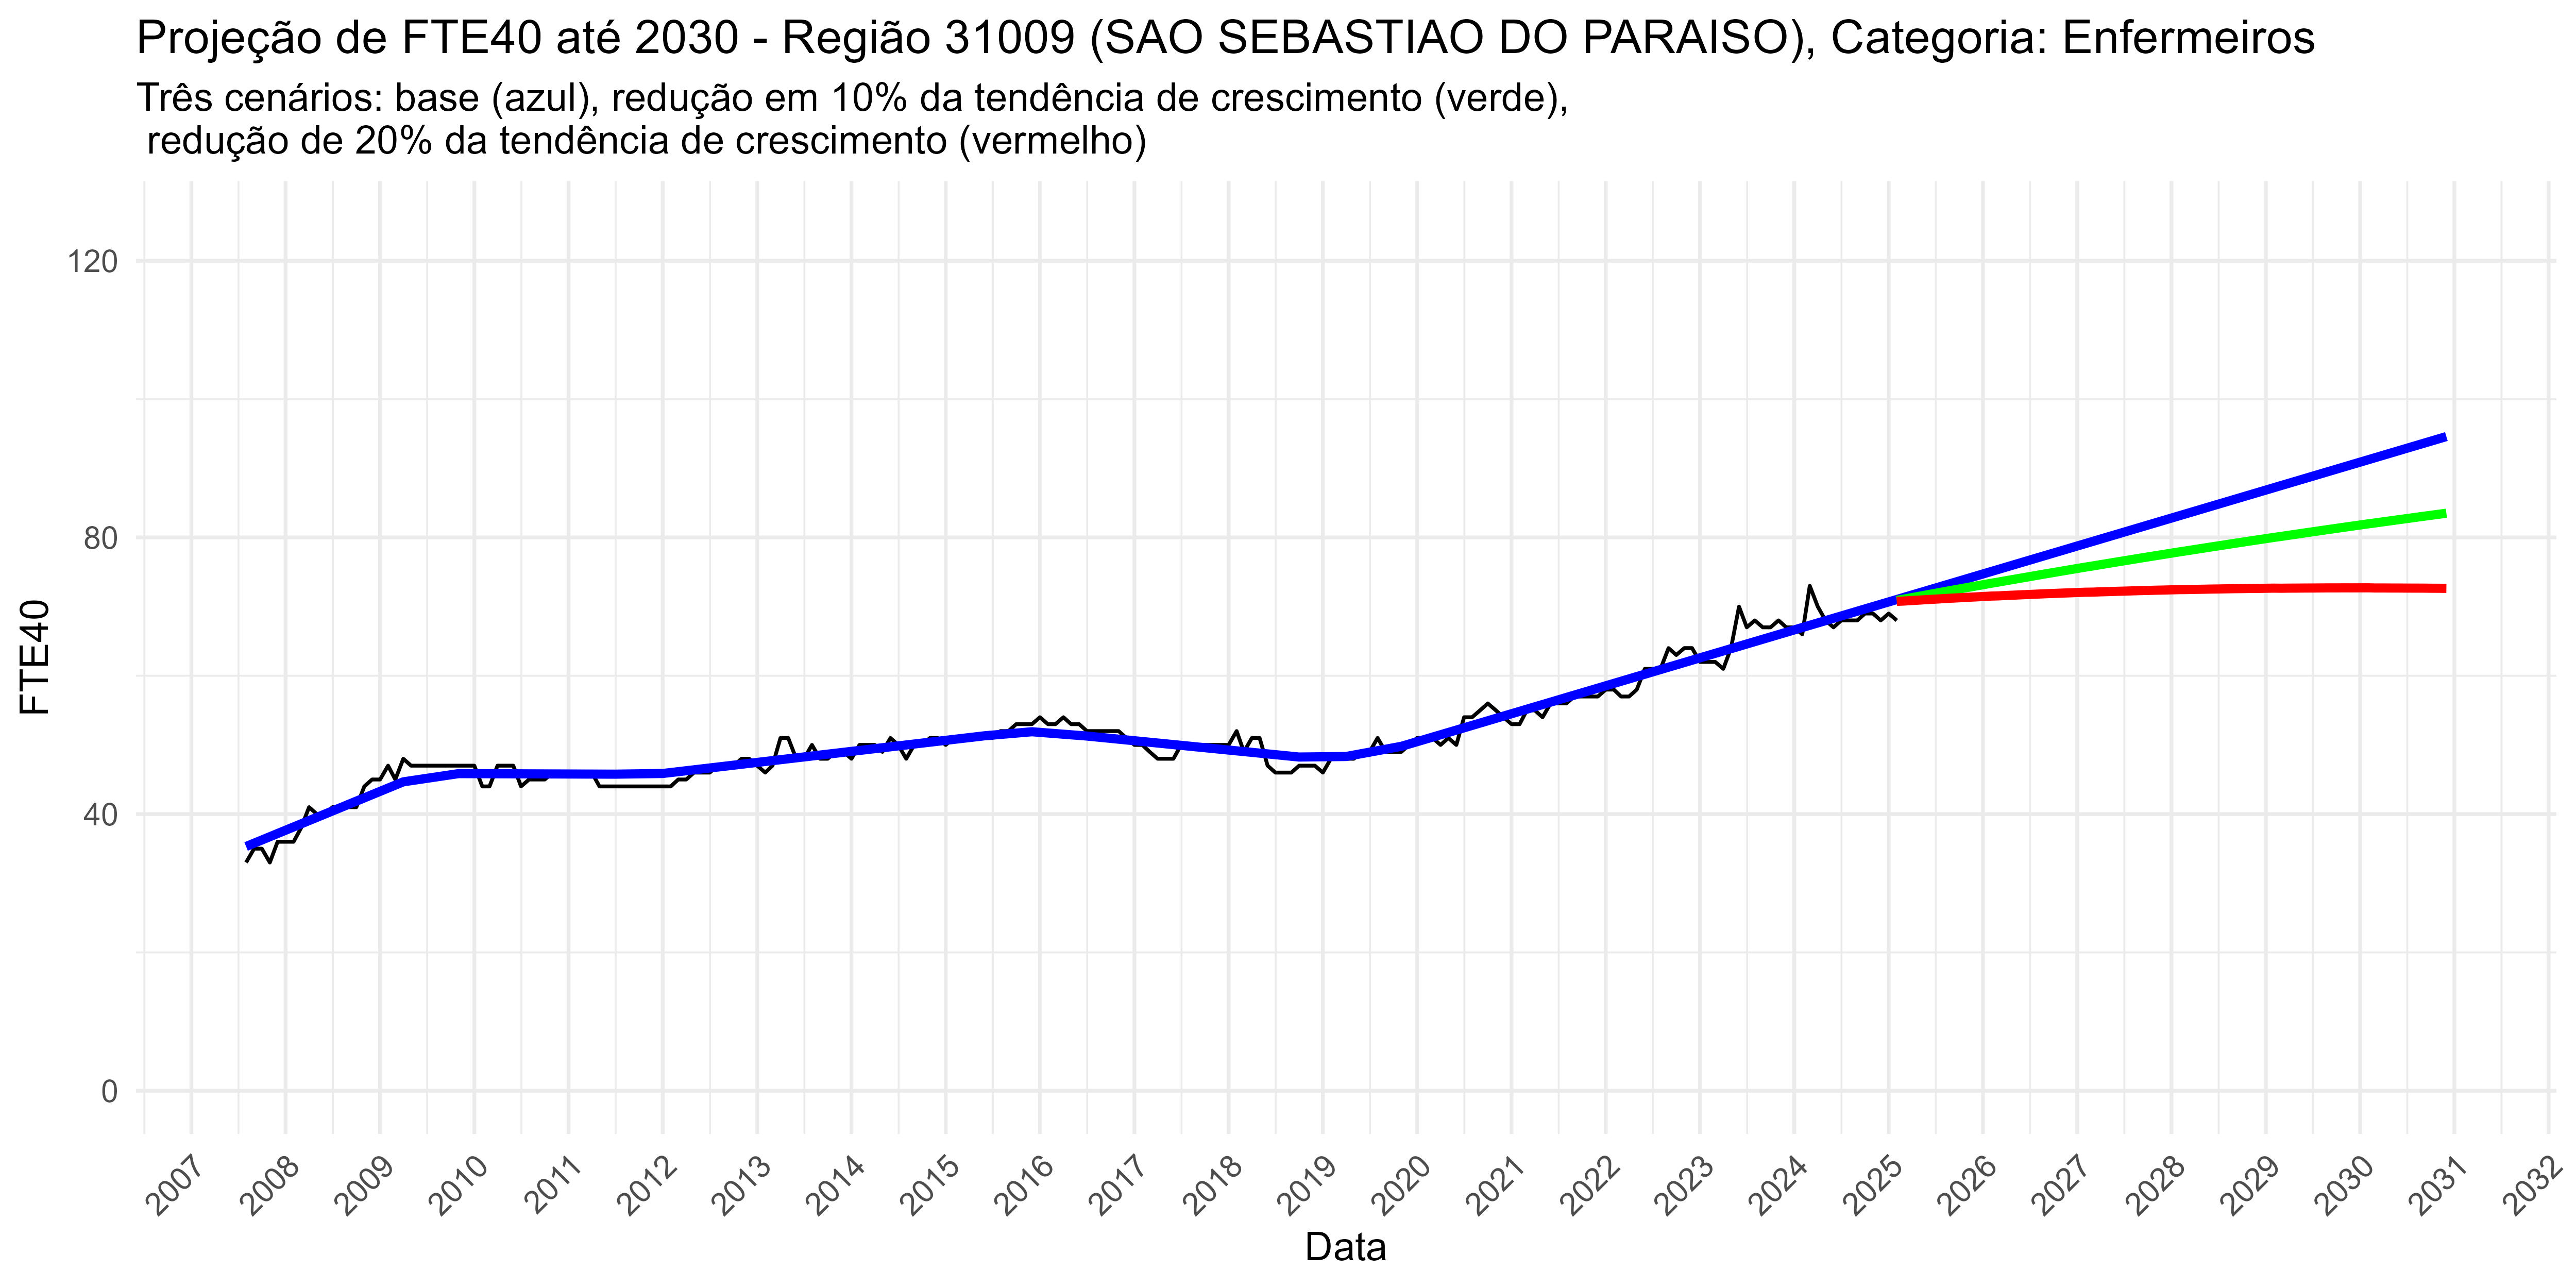 Projeção de FTE40 até 2030 - Região 31009 (SAO SEBASTIAO DO PARAISO), Categoria: Enfermeiros
Três cenários: base (azul), redução em 10% da tendência de crescimento (verde),
redução de 20% da tendência de crescimento (vermelho)
120
80
40
0
FTE40
2007 2008 2009 2010 2011 2012 2013 2014 2015 2016 2017 2018 2019 2020 2021 2022 2023 2024 2025 2026 2027 2028 2029 2030 2031 2032
Data